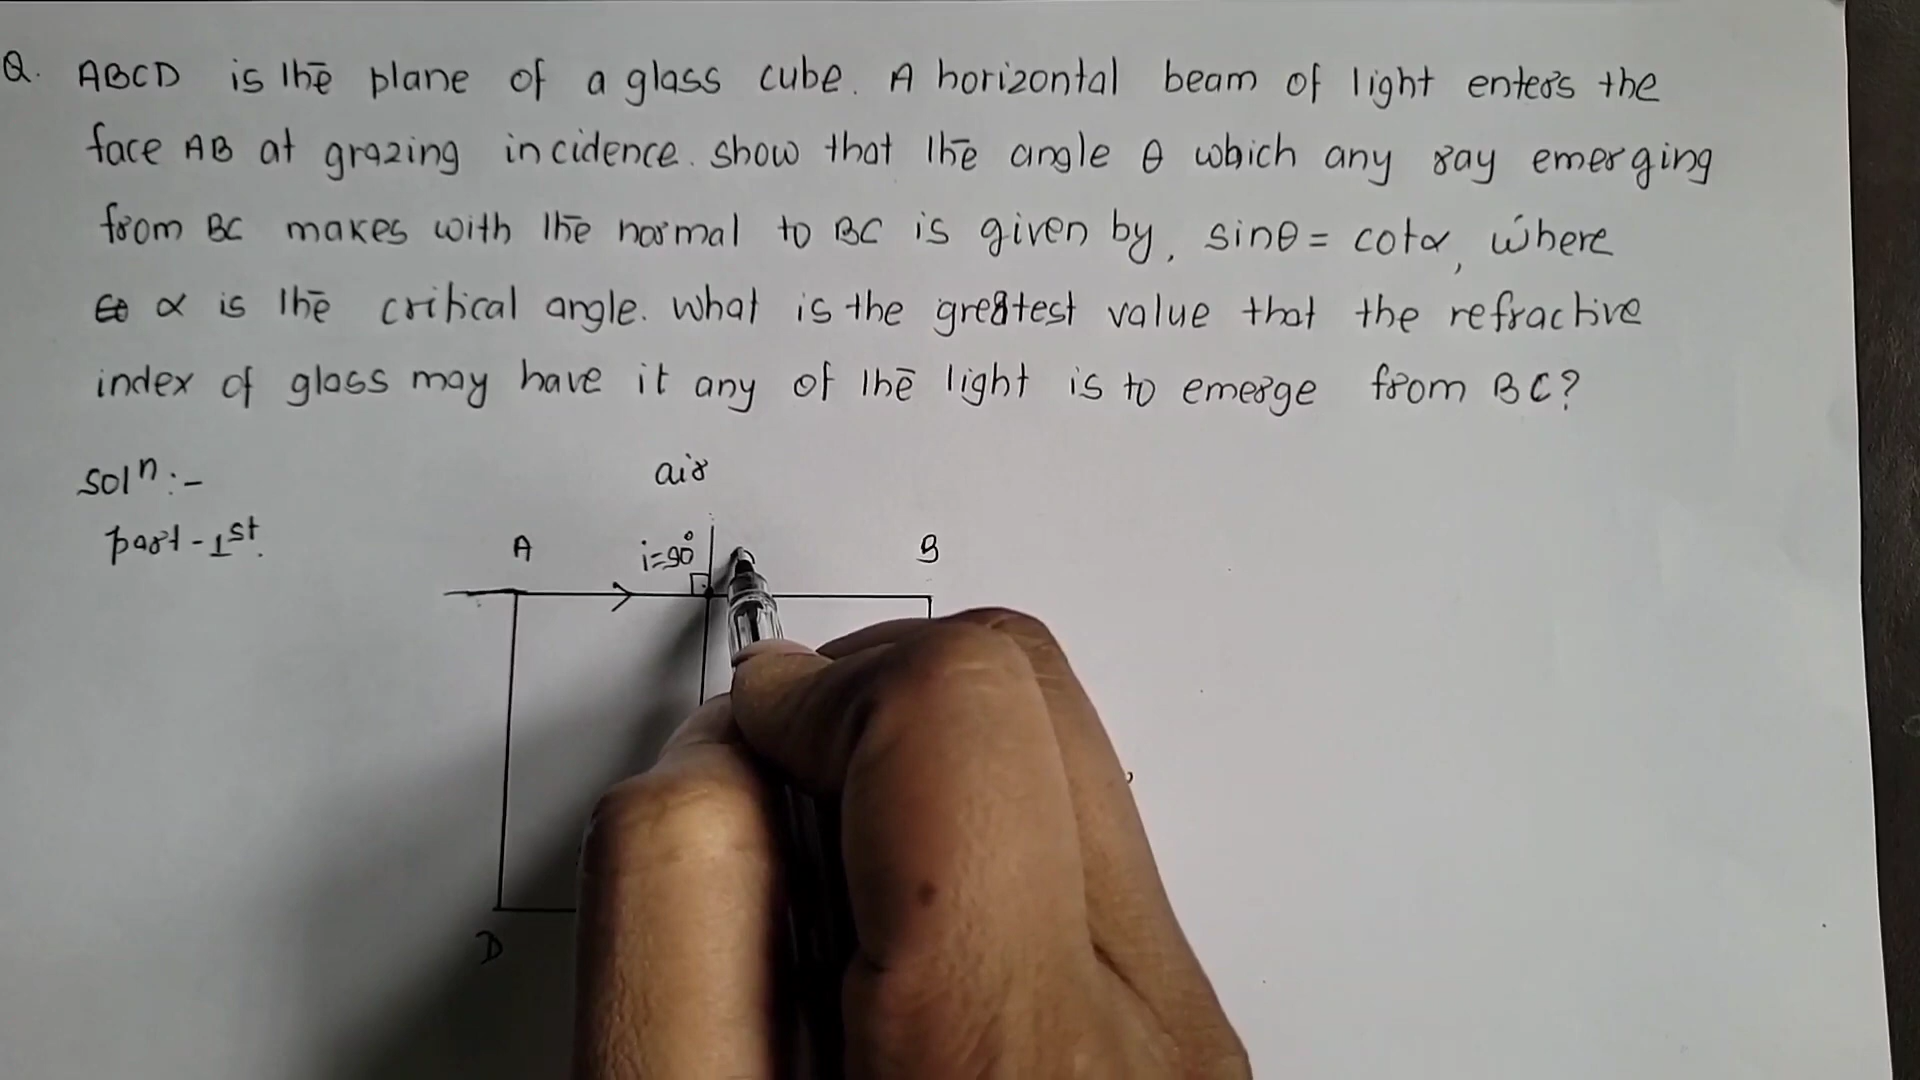 Q. ABCD is the plane of a glass cube. A horizontal beam of light enters the
face AB at grazing incidence. show that the angle θ which any ray emerging
from BC makes with the normal to BC is given by, sinθ = cotα, where
α is the critical angle. what is the greatest value that the refractive
index of glass may have it any of the light is to emerge from BC?
solⁿ:-
air
part-1st.
A
i=90°
B
D